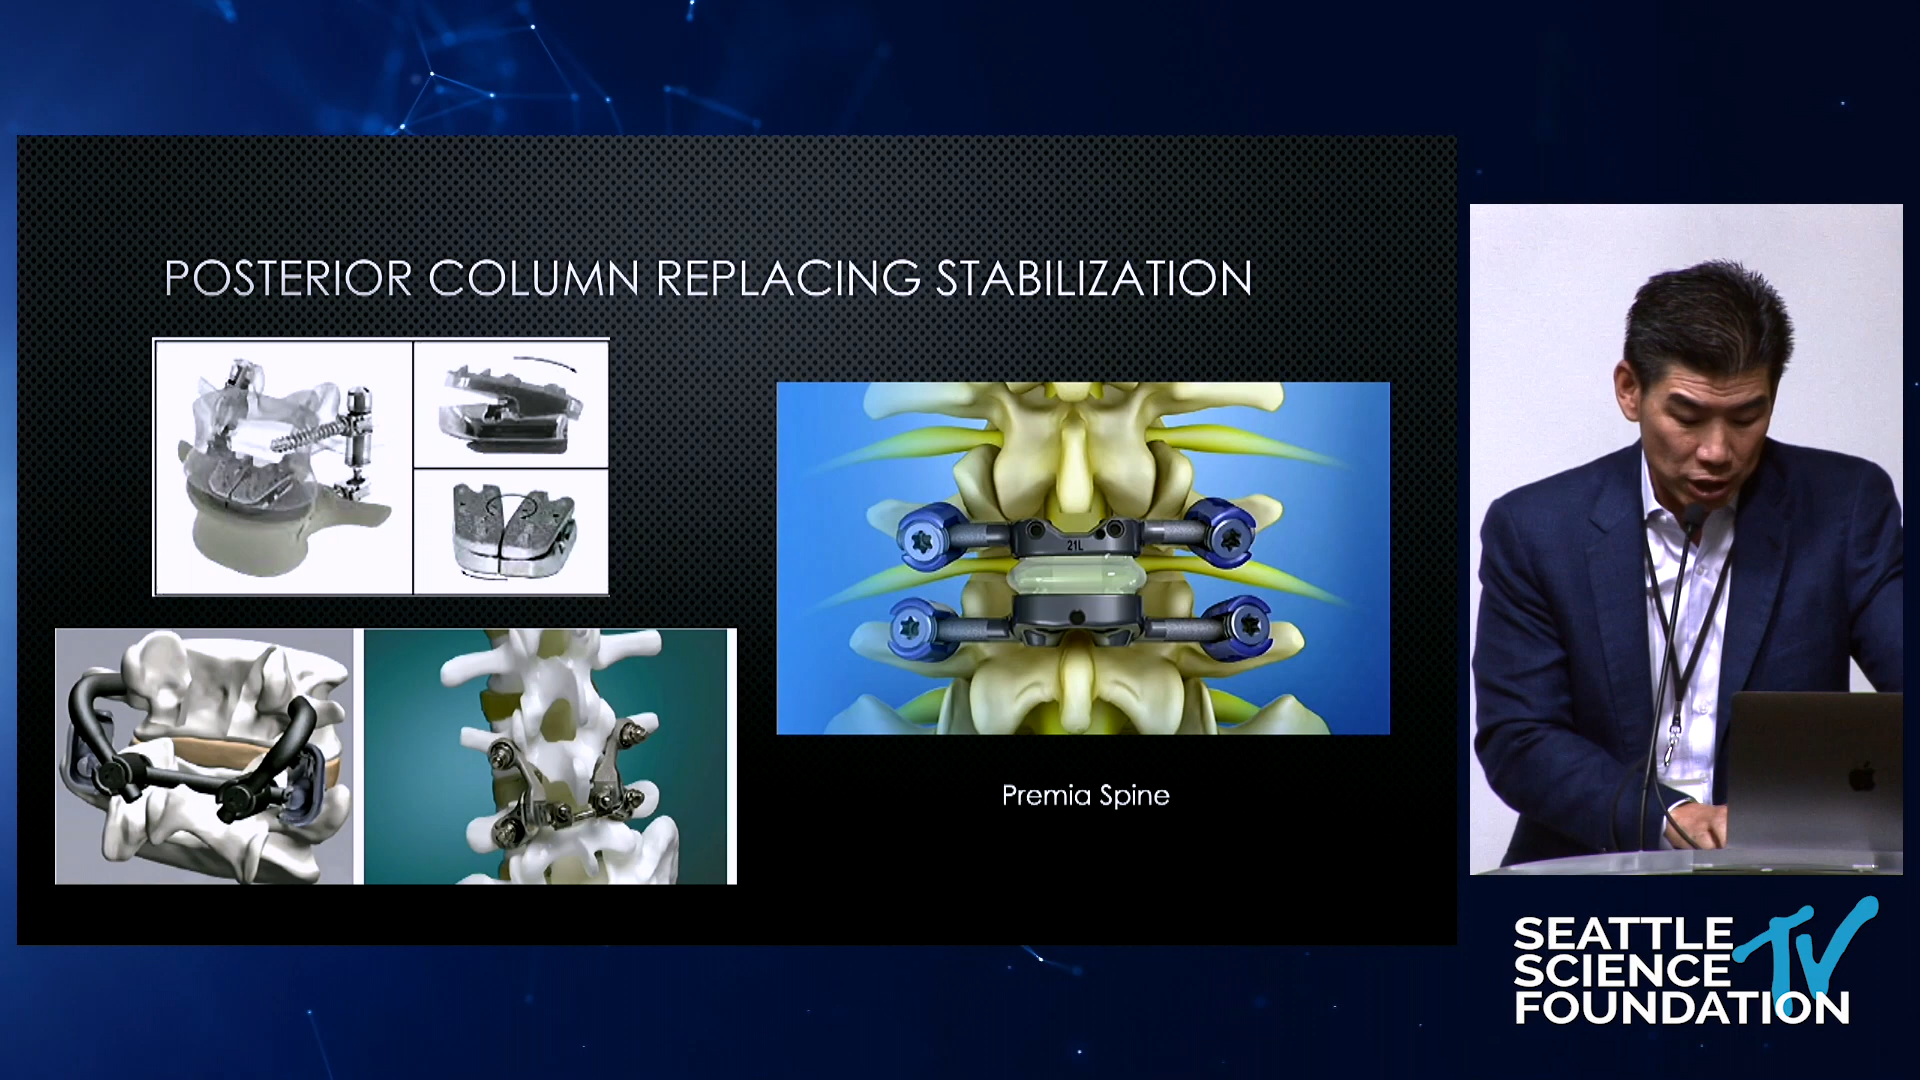 POSTERIOR COLUMN REPLACING STABILIZATION
21L
Premia Spine
SEATTLE
SCIENCE
FOUNDATION
TV